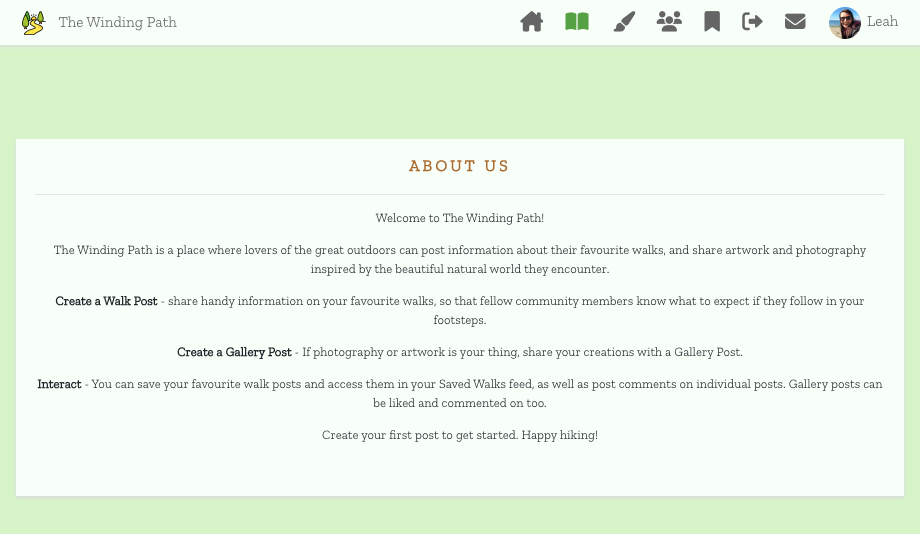 The Winding Path
Leah
ABOUT US
Welcome to The Winding Path!
The Winding Path is a place where lovers of the great outdoors can post information about their favourite walks, and share artwork and photography
inspired by the beautiful natural world they encounter.
Create a Walk Post - share handy information on your favourite walks, so that fellow community members know what to expect if they follow in your
footsteps.
Create a Gallery Post - If photography or artwork is your thing, share your creations with a Gallery Post.
Interact - You can save your favourite walk posts and access them in your Saved Walks feed, as well as post comments on individual posts. Gallery posts can
be liked and commented on too.
Create your first post to get started. Happy hiking!